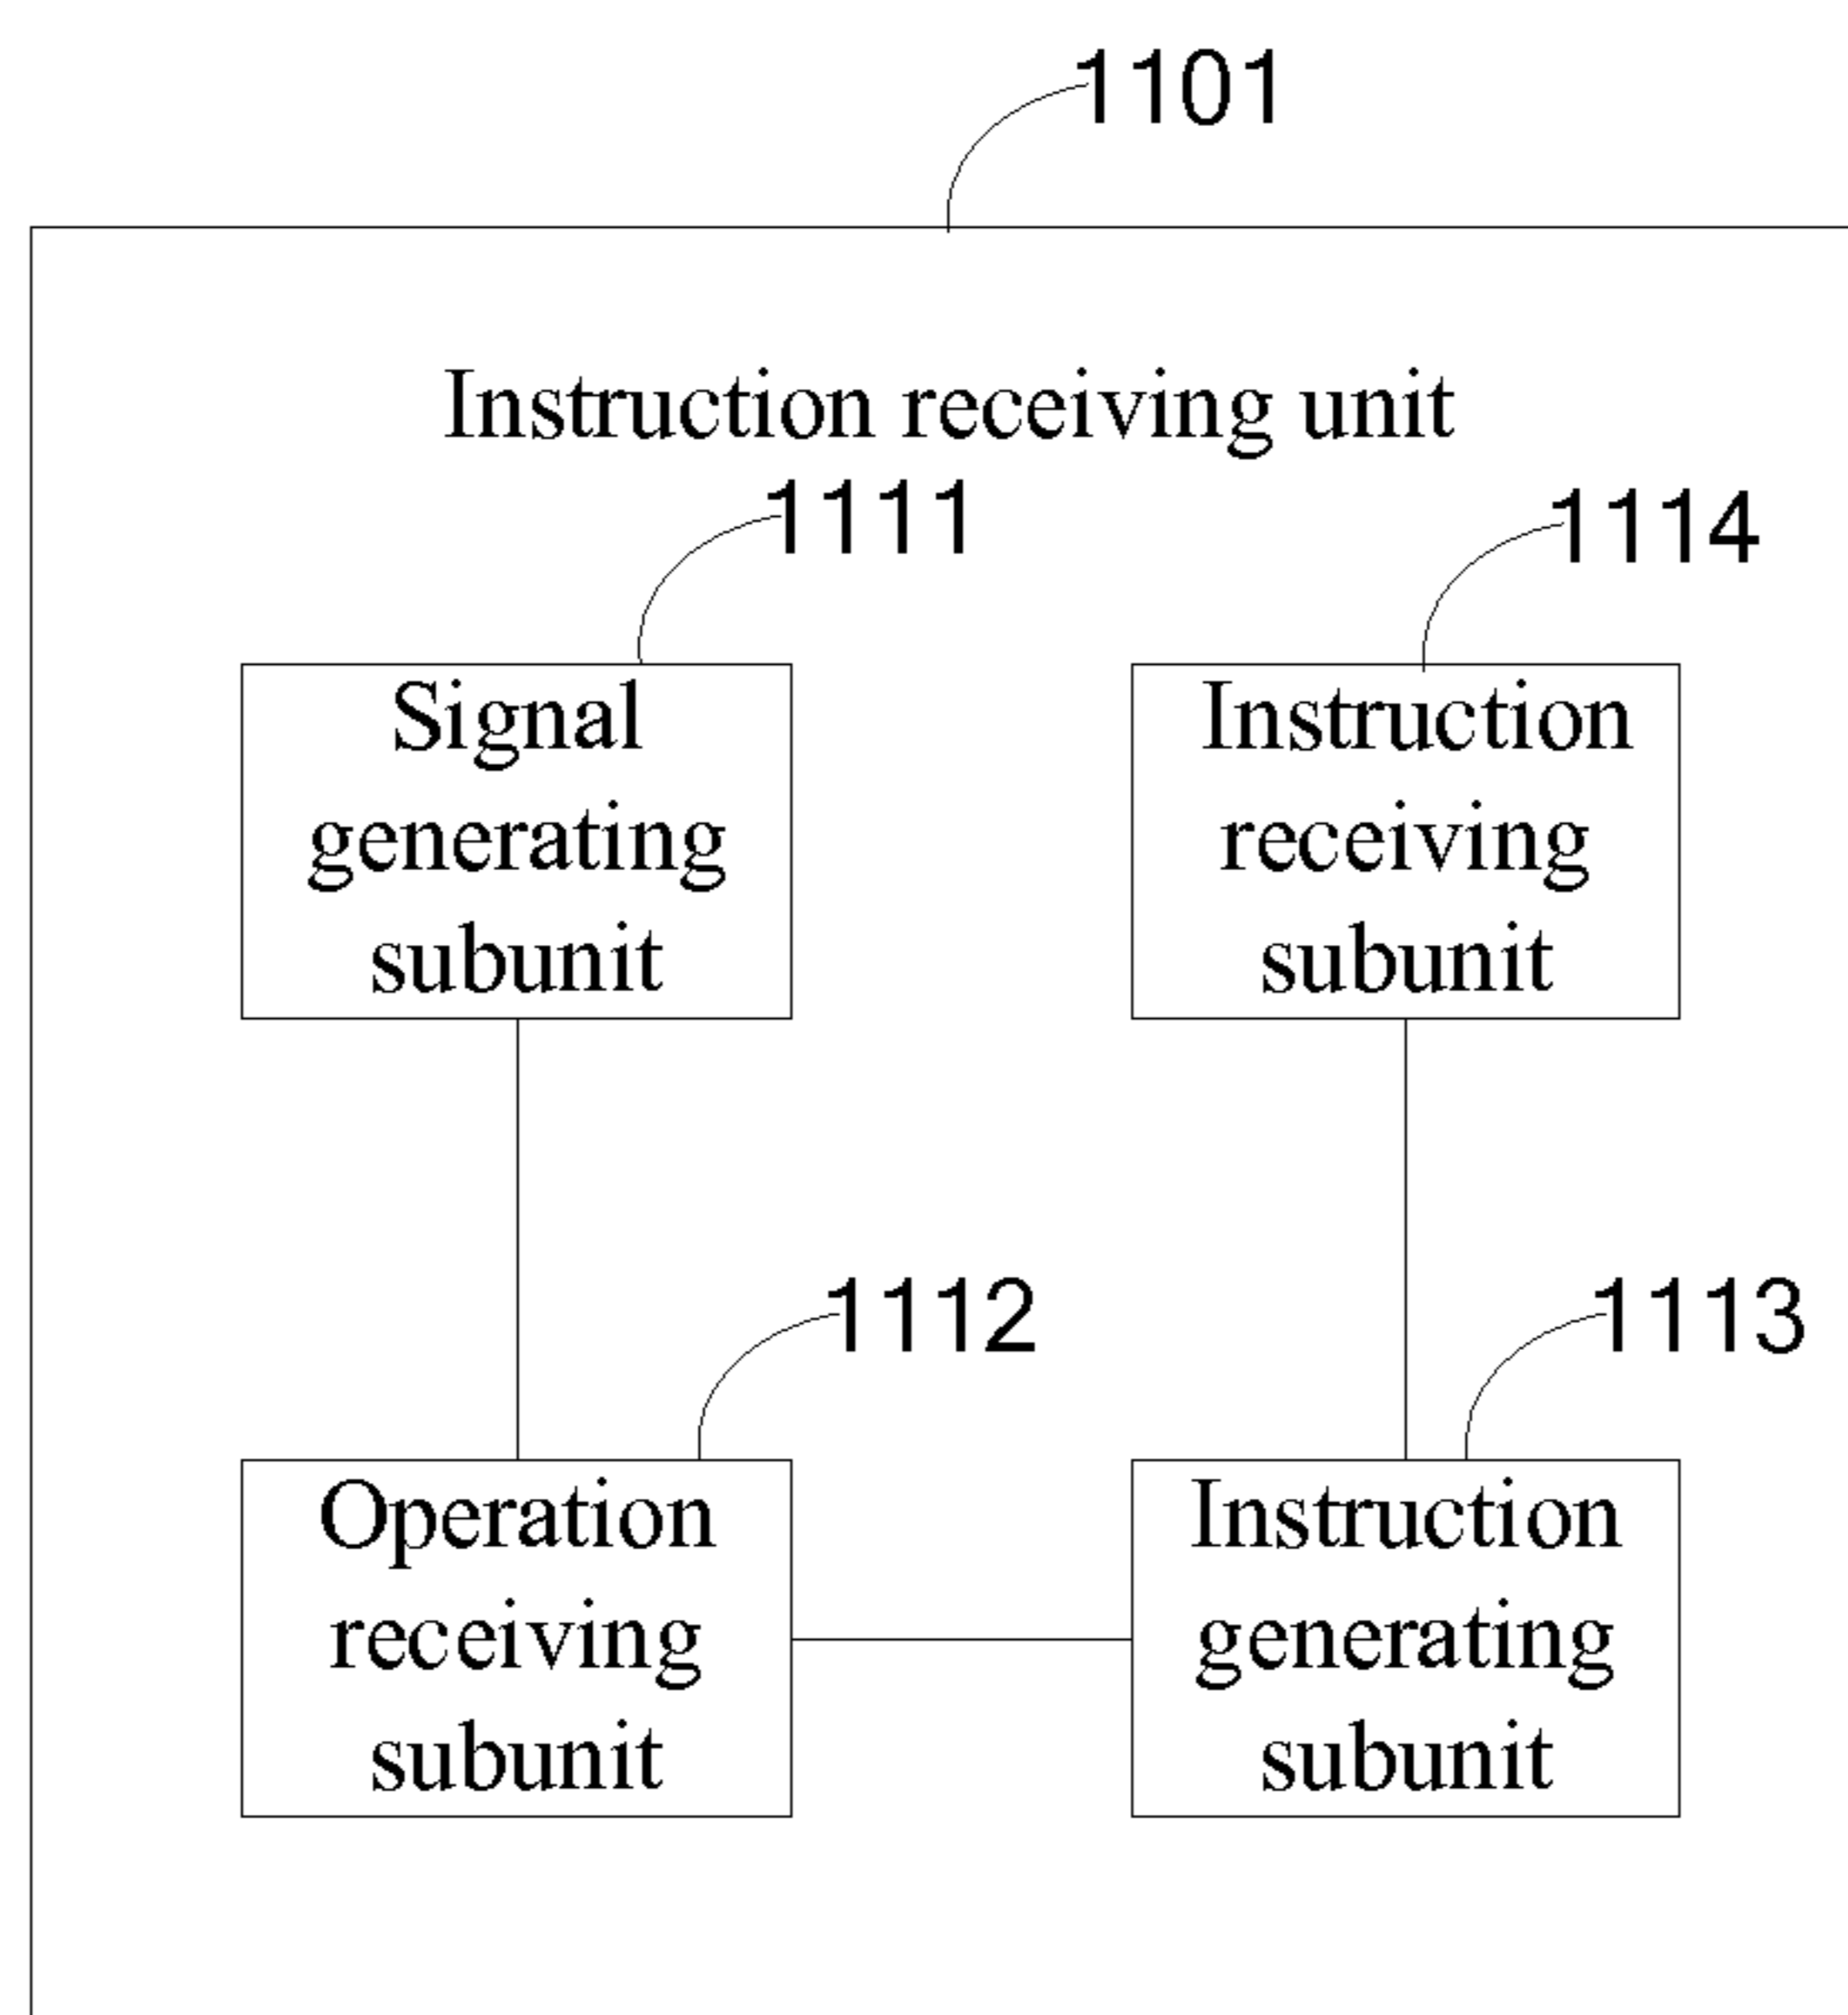 1101
Instruction receiving unit
1111
1114
Signal
generating
subunit
Instruction
receiving
subunit
1112
1113
Operation
receiving
subunit
Instruction
generating
subunit